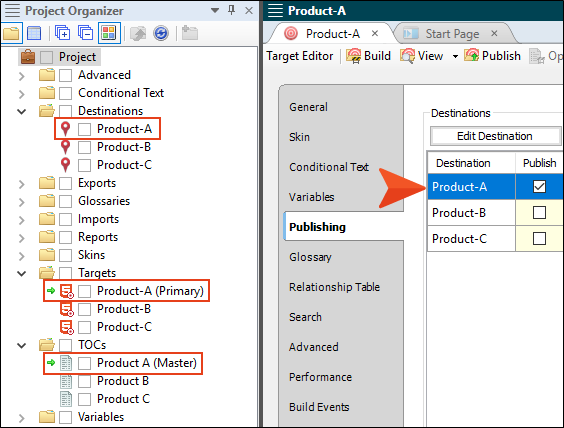 Project Organizer
Project
Advanced
Conditional Text
Destinations
Product-A
Product-B
Product-C
Exports
Glossaries
Imports
Reports
Skins
Targets
Product-A (Primary)
Product-B
Product-C
TOCs
Product A (Master)
Product B
Product C
Variables
Product-A
Product-A
Start Page
Target Editor
Build
View
Publish
Op
General
Skin
Conditional Text
Variables
Publishing
Glossary
Relationship Table
Search
Advanced
Performance
Build Events
Destinations
Edit Destination
Destination Publish
Product-A
Product-B
Product-C